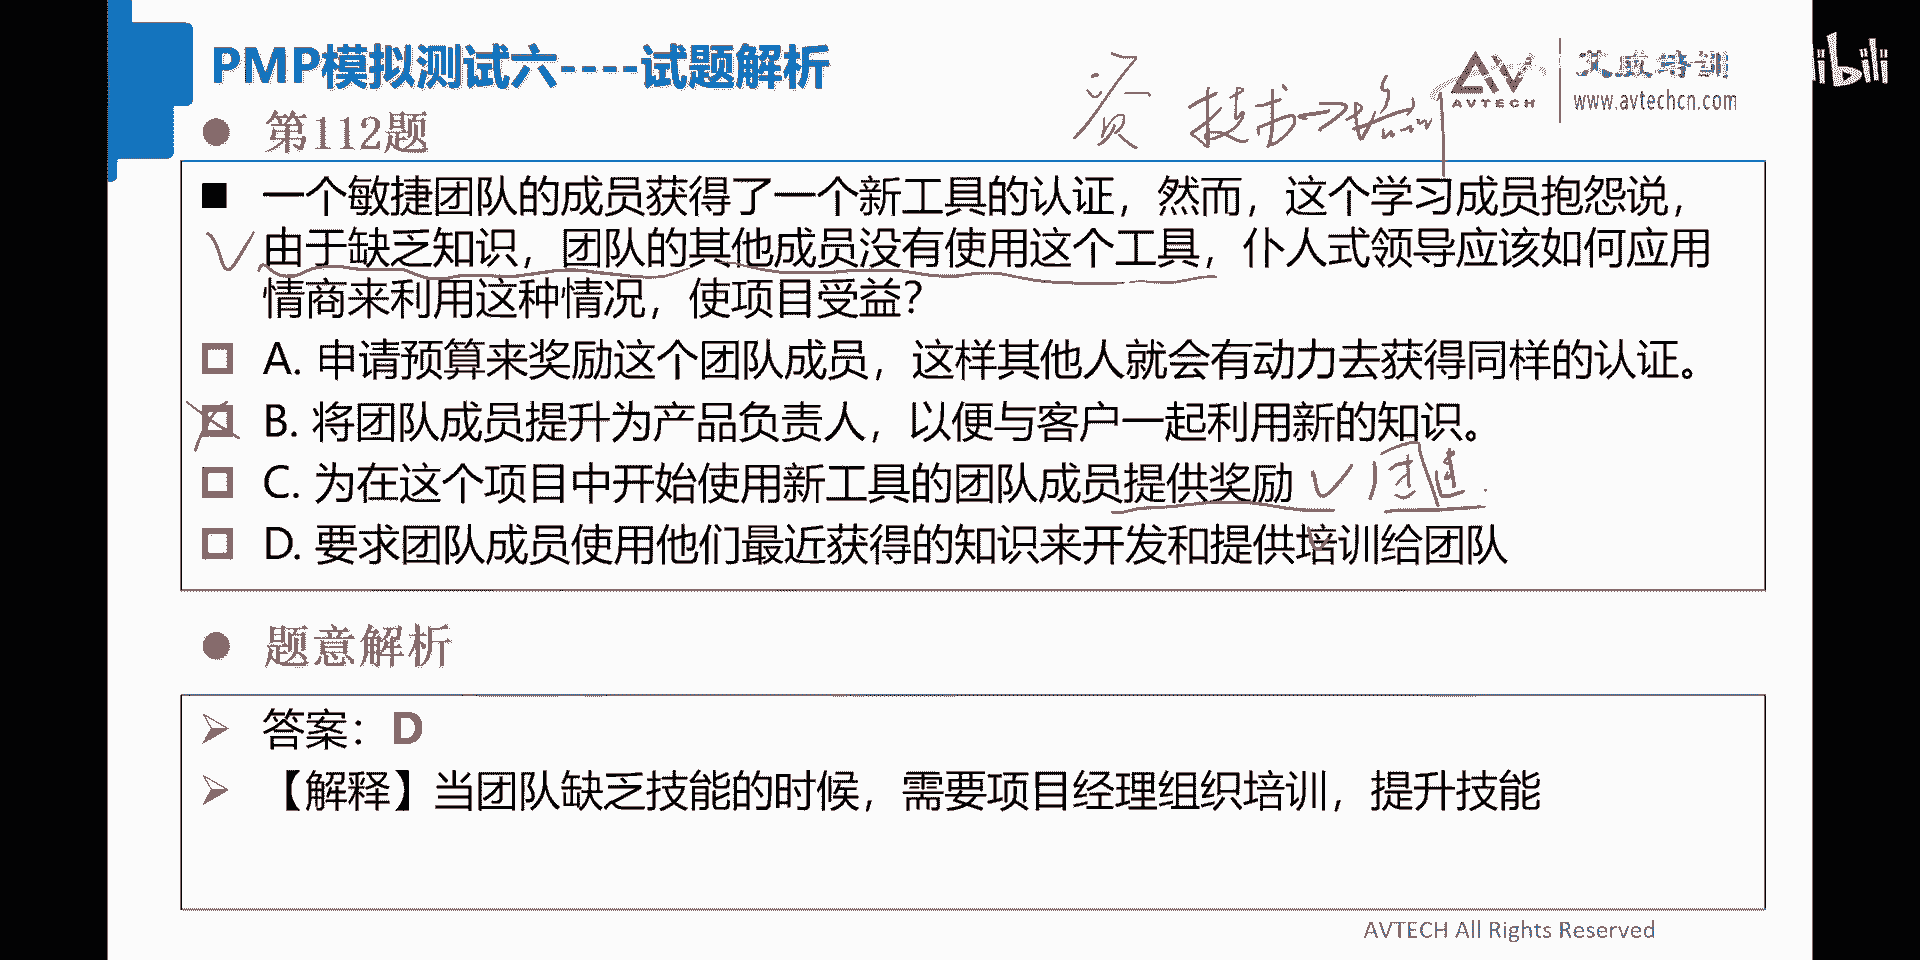 PMP模拟测试六----试题解析
资 技术→培训
AVTECH
艾威培训
www.avtechcn.com
第112题
一个敏捷团队的成员获得了一个新工具的认证，然而，这个学习成员抱怨说，
由于缺乏知识，团队的其他成员没有使用这个工具，仆人式领导应该如何应用
情商来利用这种情况，使项目受益？
A. 申请预算来奖励这个团队成员，这样其他人就会有动力去获得同样的认证。
B. 将团队成员提升为产品负责人，以便与客户一起利用新的知识。
C. 为在这个项目中开始使用新工具的团队成员提供奖励
团建
D. 要求团队成员使用他们最近获得的知识来开发和提供培训给团队
题意解析
答案：D
【解释】当团队缺乏技能的时候，需要项目经理组织培训，提升技能
AVTECH All Rights Reserved